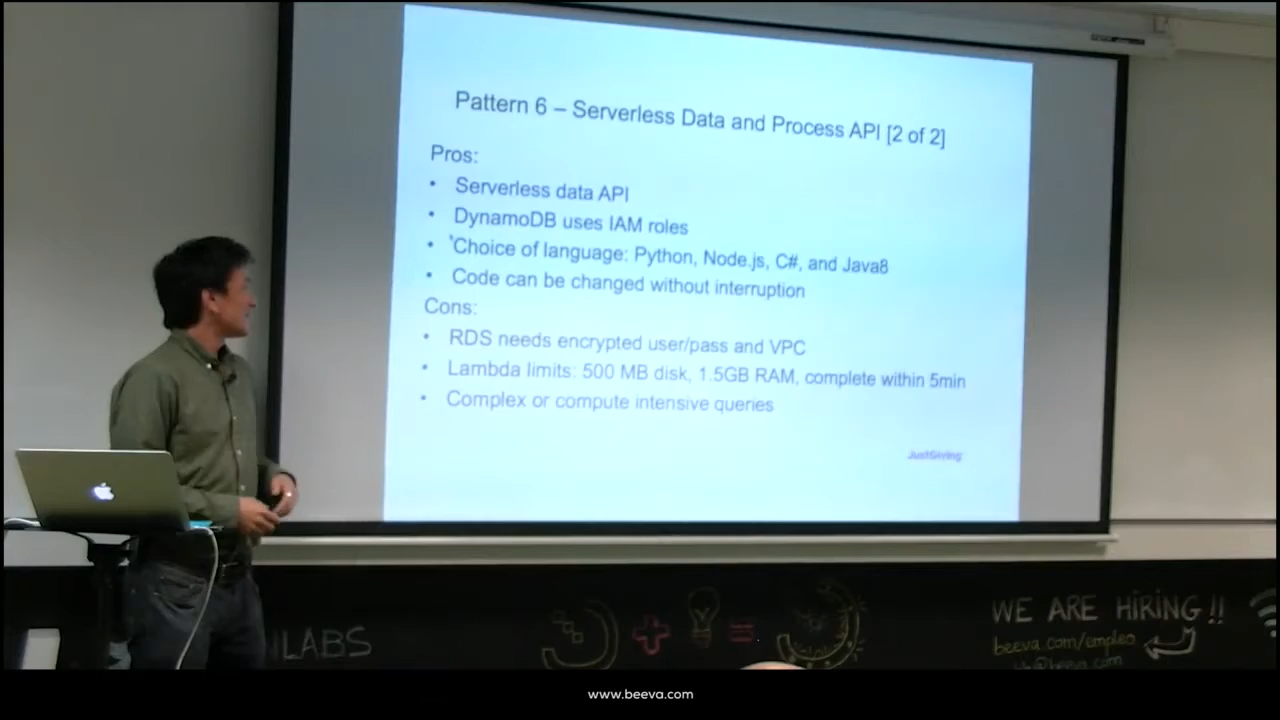 Pattern 6 – Serverless Data and Process API [2 of 2]
Pros:
• Serverless data API
• DynamoDB uses IAM roles
• Choice of language: Python, Node.js, C#, and Java8
• Code can be changed without interruption
Cons:
• RDS needs encrypted user/pass and VPC
• Lambda limits: 500 MB disk, 1.5GB RAM, complete within 5min
• Complex or compute intensive queries
JustGiving
NLABS
WE ARE HiRiNG !!
beeva.com/empleo
@beeva.com
www.beeva.com